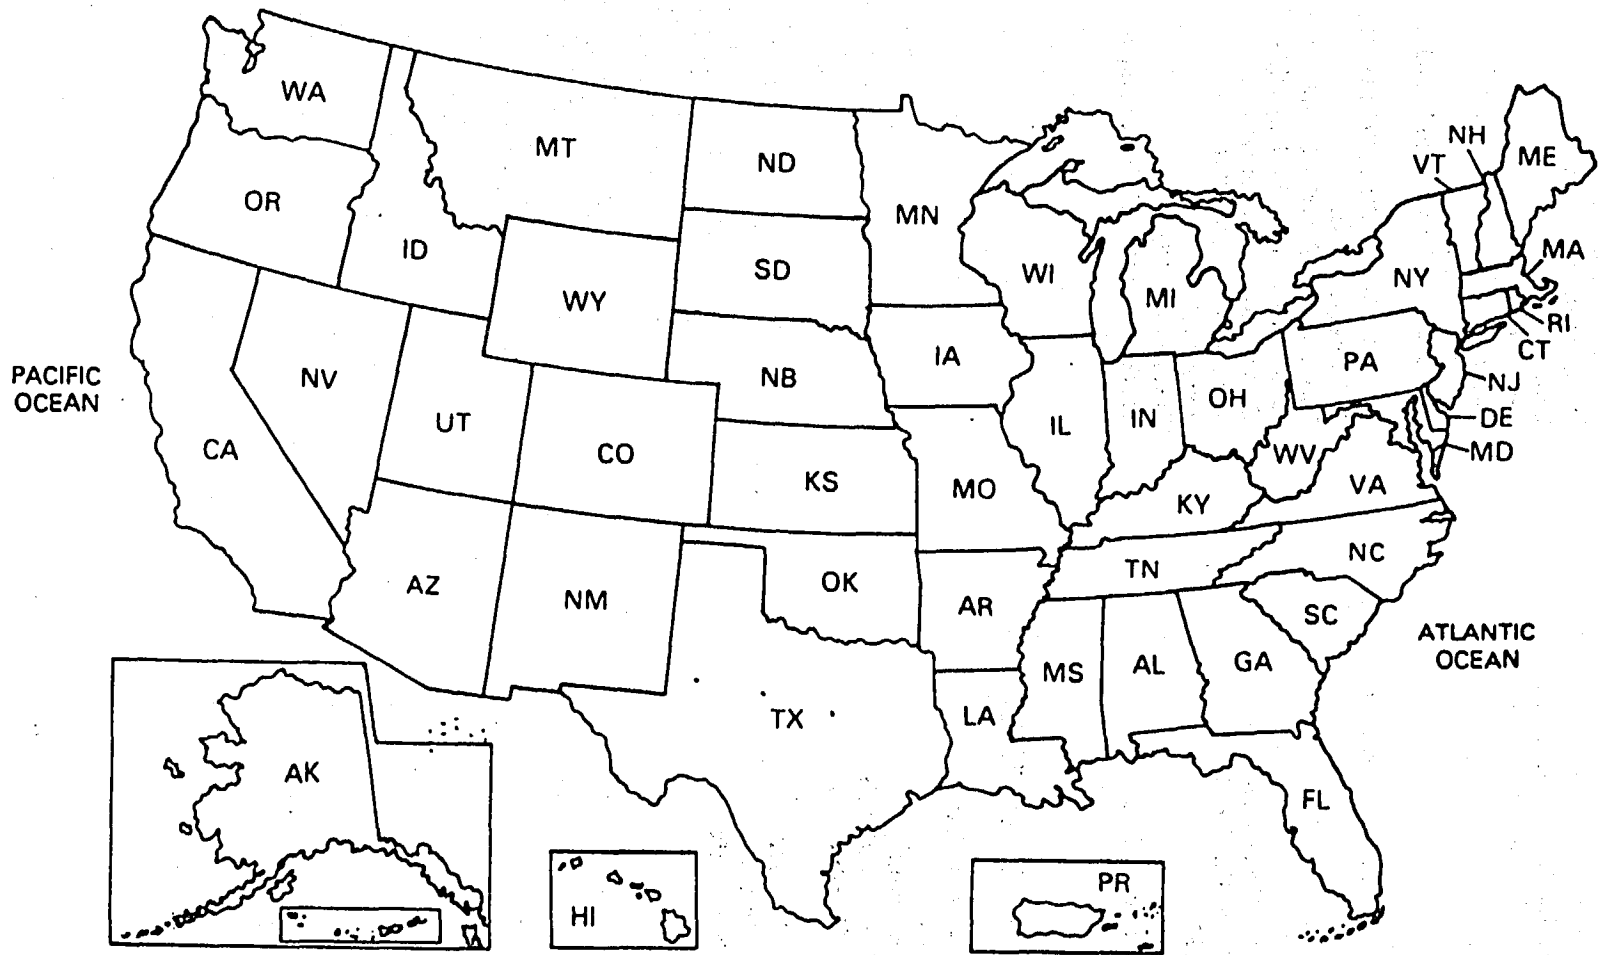 WA
MT
ND
MN
NH
VT
ME
OR
ID
SD
WI
MI
NY
MA
WY
RI
CT
PACIFIC
OCEAN
NV
NB
IA
PA
NJ
UT
CO
IL
IN
OH
DE
CA
KS
MO
WV
MD
KY
VA
AZ
NM
OK
AR
TN
NC
SC
ATLANTIC
OCEAN
MS
AL
GA
TX
LA
AK
FL
HI
PR